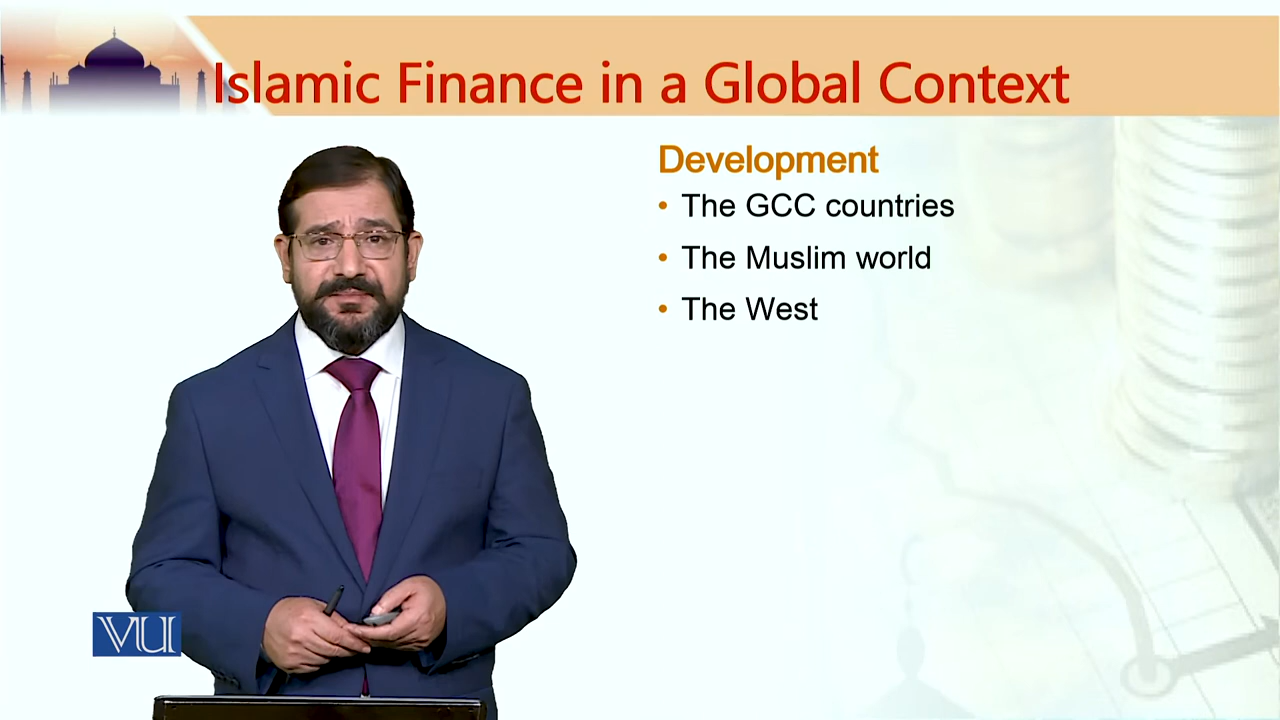 Islamic Finance in a Global Context
Development
• The GCC countries
• The Muslim world
• The West
VU